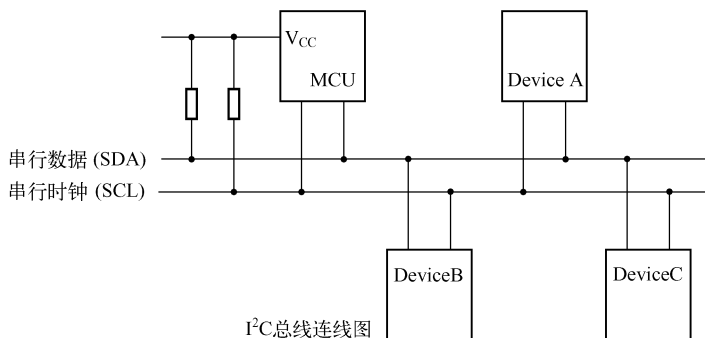 V_CC
MCU
Device A
串行数据 (SDA)
串行时钟 (SCL)
DeviceB
DeviceC
I²C总线连线图